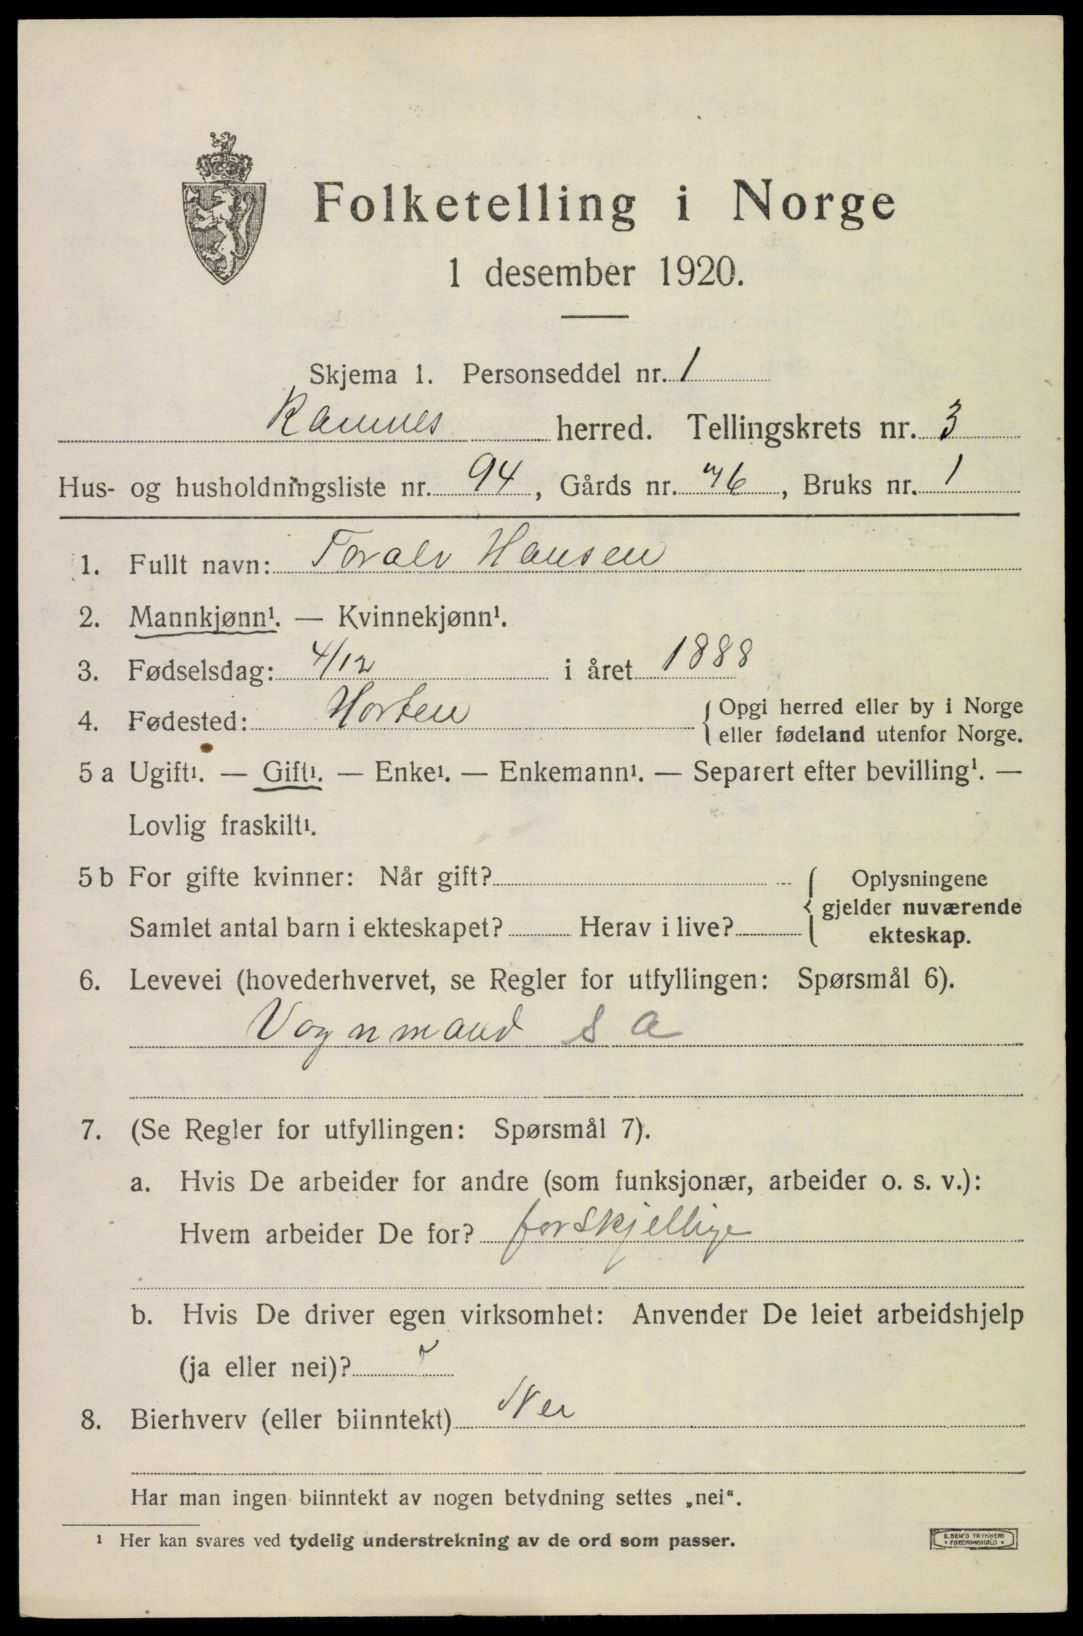 Folketelling i Norge
1 desember 1920.
Skjema 1. Personseddel nr. 1
Ramnes herred. Tellingskrets nr. 3
Hus- og husholdningsliste nr. 94, Gårds nr. 76, Bruks nr. 1
1. Fullt navn: Toralv Hansen
2. Mannkjønn¹. — Kvinnekjønn¹.
3. Fødselsdag: 4/12 i året 1888
4. Fødested: Horten { Opgi herred eller by i Norge
eller fødeland utenfor Norge.
5 a Ugift¹. — Gift¹. — Enke¹. — Enkemann¹. — Separert efter bevilling¹. —
Lovlig fraskilt¹.
5 b For gifte kvinner: Når gift? { Oplysningene
gjelder nuværende
Samlet antal barn i ekteskapet? Herav i live? ekteskap.
6. Levevei (hovederhvervet, se Regler for utfyllingen: Spørsmål 6).
Vognmand s a
7. (Se Regler for utfyllingen: Spørsmål 7).
a. Hvis De arbeider for andre (som funksjonær, arbeider o. s. v.):
Hvem arbeider De for? forskjellige
b. Hvis De driver egen virksomhet: Anvender De leiet arbeidshjelp
(ja eller nei)?
8. Bierhverv (eller biinntekt) Nei
Har man ingen biinntekt av nogen betydning settes „nei".
¹ Her kan svares ved tydelig understrekning av de ord som passer.
E. SEM'S TRYKKERI
• FREDRIKSHALD •